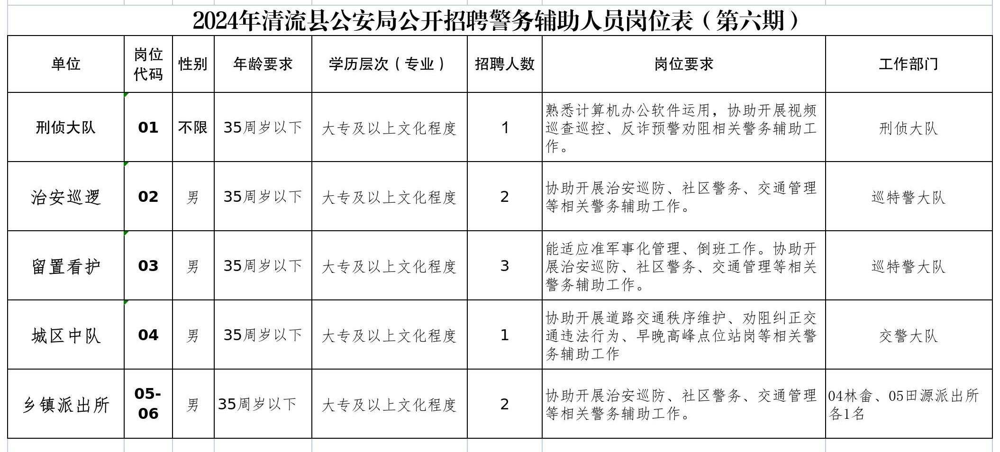 2024年清流县公安局公开招聘警务辅助人员岗位表（第六期）
单位
岗位
代码
性别
年龄要求
学历层次（专业）
招聘人数
岗位要求
工作部门
刑侦大队
01
不限
35周岁以下
大专及以上文化程度
1
熟悉计算机办公软件运用，协助开展视频
巡查巡控、反诈预警劝阻相关警务辅助工
作。
刑侦大队
治安巡逻
02
男
35周岁以下
大专及以上文化程度
2
协助开展治安巡防、社区警务、交通管理
等相关警务辅助工作。
巡特警大队
留置看护
03
男
35周岁以下
大专及以上文化程度
3
能适应准军事化管理、倒班工作。协助开
展治安巡防、社区警务、交通管理等相关
警务辅助工作。
巡特警大队
城区中队
04
男
35周岁以下
大专及以上文化程度
1
协助开展道路交通秩序维护、劝阻纠正交
通违法行为、早晚高峰点位站岗等相关警
务辅助工作
交警大队
乡镇派出所
05-
06
男
35周岁以下
大专及以上文化程度
2
协助开展治安巡防、社区警务、交通管理
等相关警务辅助工作。
04林畲、05田源派出所
各1名